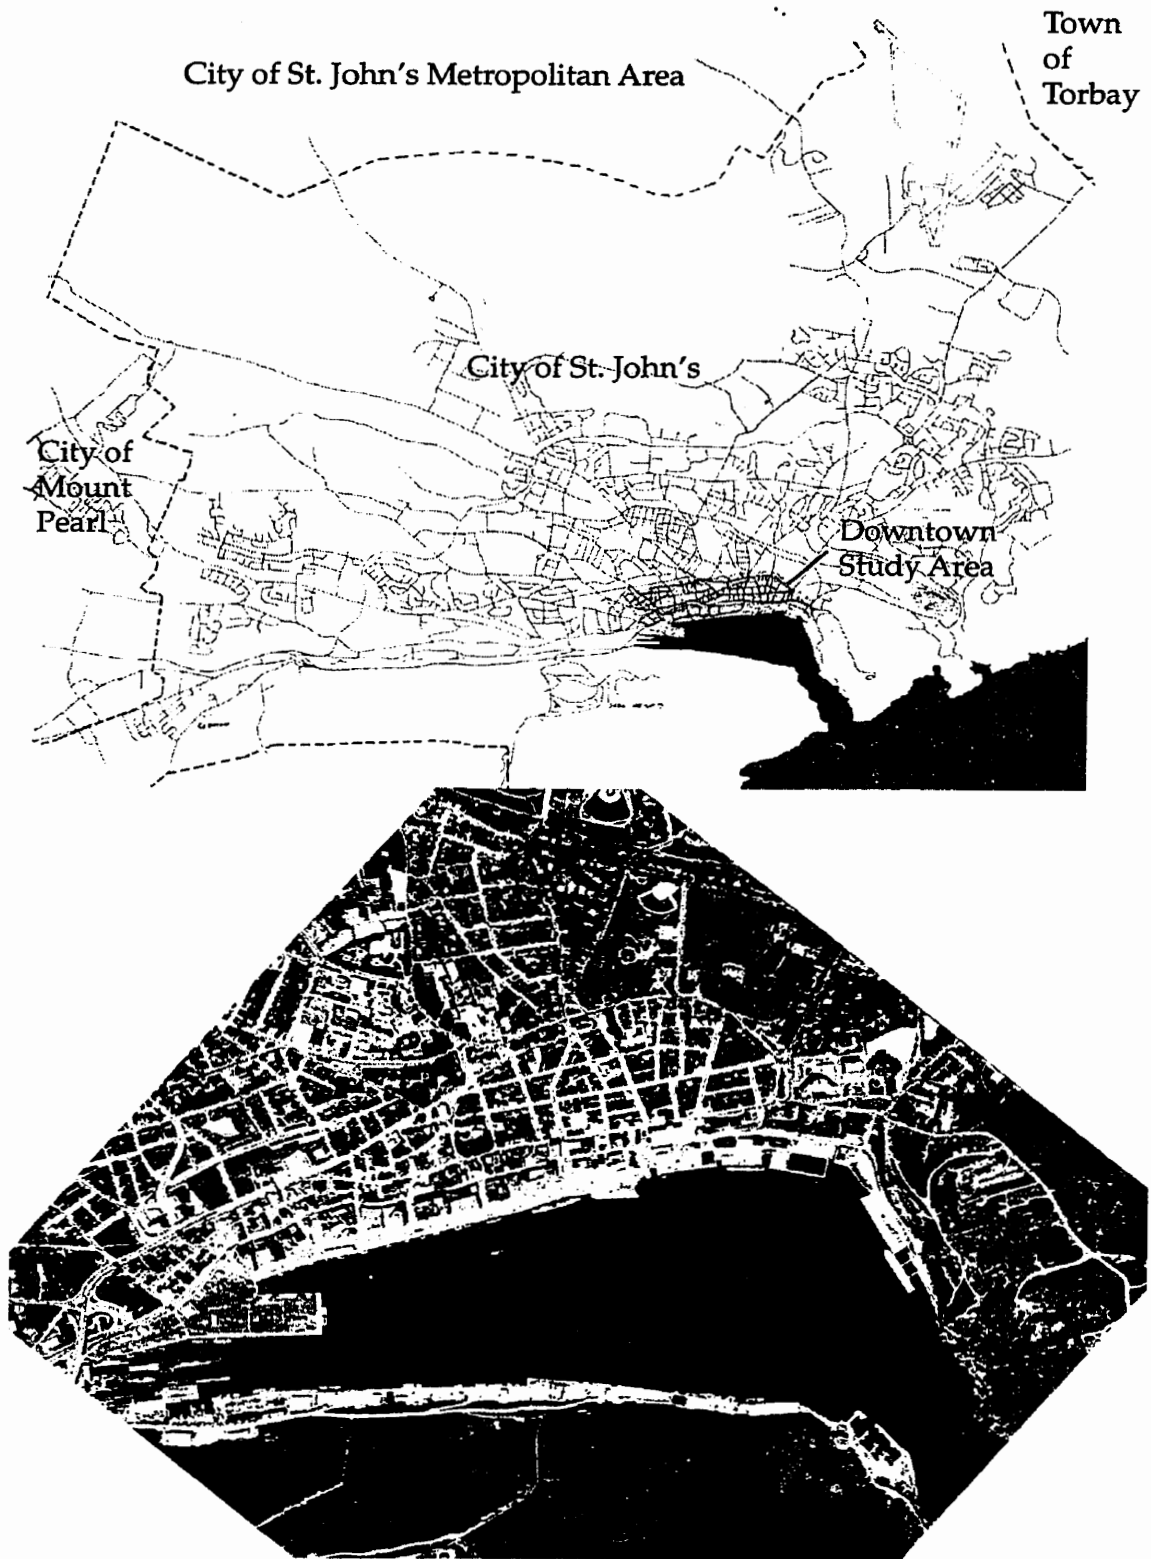 Town
of
Torbay
City of St. John's Metropolitan Area
City of St. John's
City of
Mount
Pearl
Downtown
Study Area